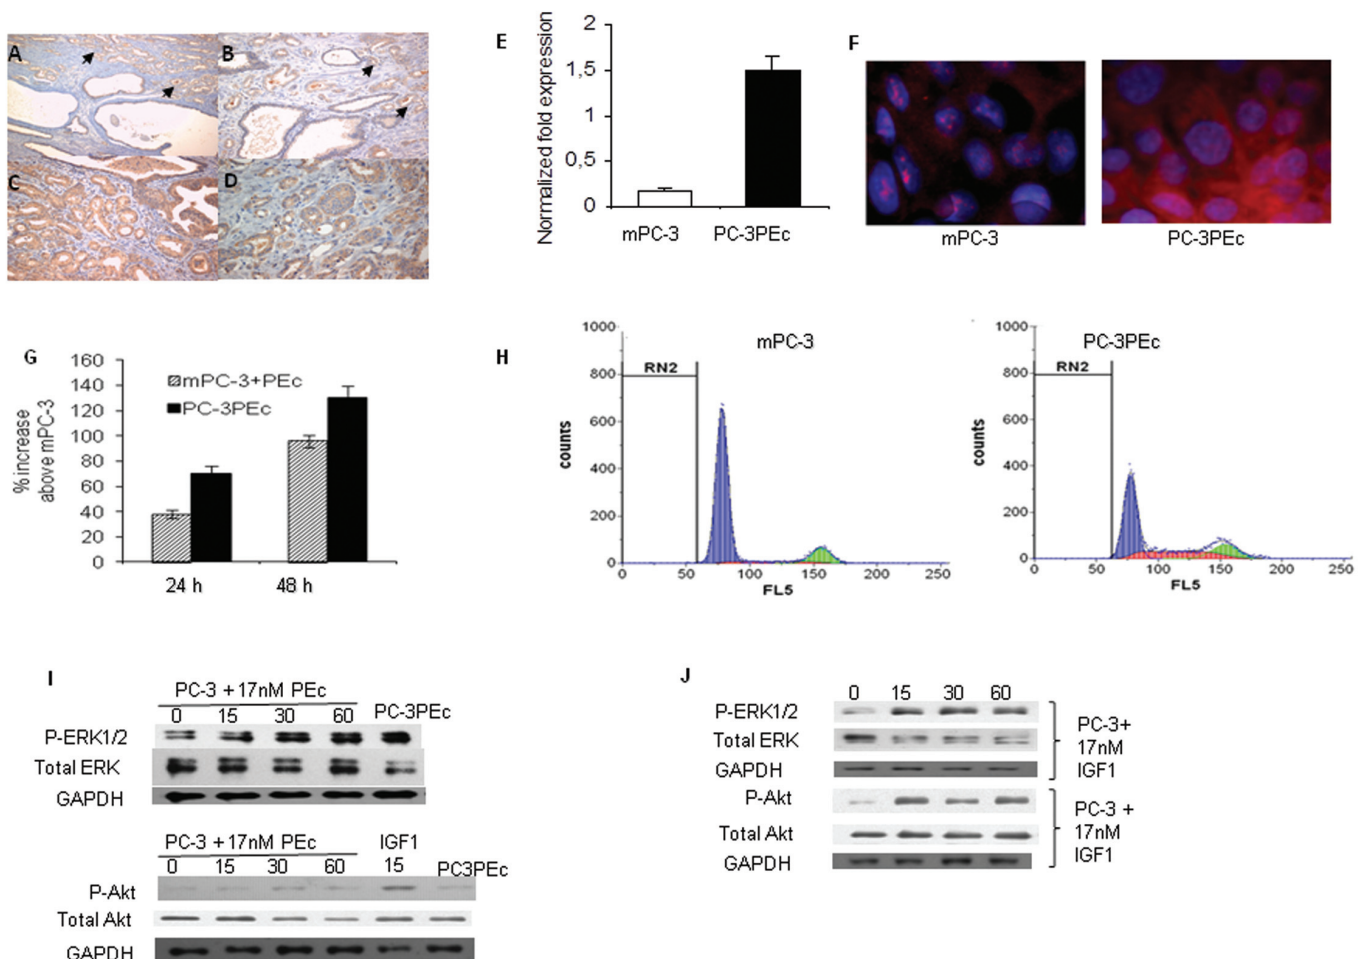 A
B
C
D
E
Normalized fold expression
2
1,5
1
0,5
0
mPC-3
PC-3PEc
F
mPC-3
PC-3PEc
G
% increase
above mPC-3
160
140
120
100
80
60
40
20
0
mPC-3+PEc
PC-3PEc
24 h
48 h
H
mPC-3
RN2
counts
1000
800
600
400
200
0
0 50 100 150 200 250
FL5
PC-3PEc
RN2
counts
1000
800
600
400
200
0
0 50 100 150 200 250
FL5
I
PC-3 +17nM PEc
0 15 30 60 PC-3PEc
P-ERK1/2
Total ERK
GAPDH
PC-3 +17nM PEc IGF1
0 15 30 60 15 PC3PEc
P-Akt
Total Akt
GAPDH
J
0 15 30 60
P-ERK1/2
Total ERK
GAPDH
PC-3+
17nM
IGF1
P-Akt
Total Akt
GAPDH
PC-3 +
17nM
IGF1